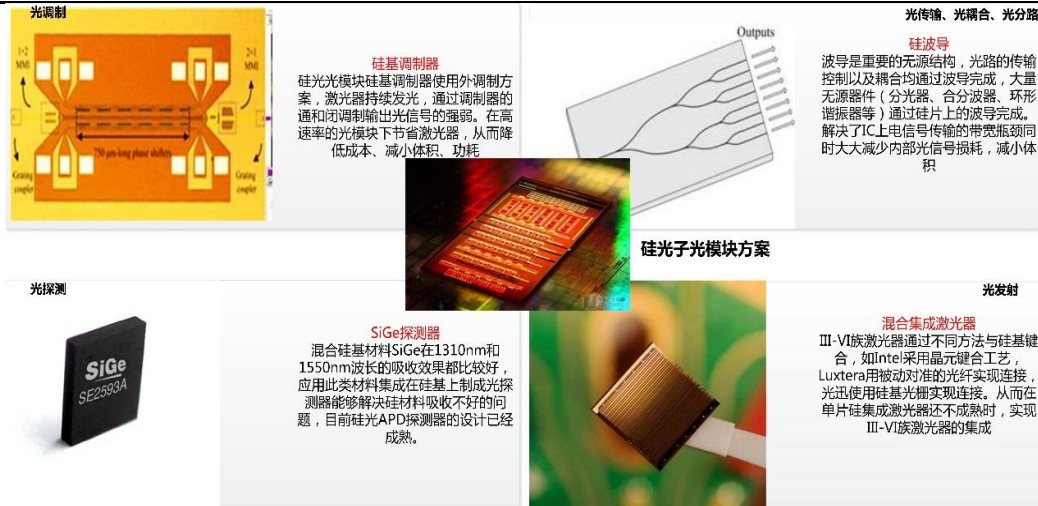 光调制
1×2
MMI
2×1
MMI
750 μm-long phase shifters
Grating
coupler
Grating
coupler
硅基调制器
硅光光模块硅基调制器使用外调制方
案，激光器持续发光，通过调制器的
通和闭调制输出光信号的强弱。在高
速率的光模块下节省激光器，从而降
低成本、减小体积、功耗
光传输、光耦合、光分路
Outputs
硅波导
波导是重要的无源结构，光路的传输
控制以及耦合均通过波导完成，大量
无源器件（分光器、合分波器、环形
谐振器等）通过硅片上的波导完成。
解决了IC上电信号传输的带宽瓶颈同
时大大减少内部光信号损耗，减小体
积
硅光子光模块方案
光探测
SiGe
SE2593A
SiGe探测器
混合硅基材料SiGe在1310nm和
1550nm波长的吸收效果都比较好，
应用此类材料集成在硅基上制成光探
测器能够解决硅材料吸收不好的问
题，目前硅光APD探测器的设计已经
成熟。
光发射
混合集成激光器
III-VI族激光器通过不同方法与硅基键
合，如Intel采用晶元键合工艺，
Luxtera用被动对准的光纤实现连接，
光迅使用硅基光栅实现连接。从而在
单片硅集成激光器还不成熟时，实现
III-VI族激光器的集成